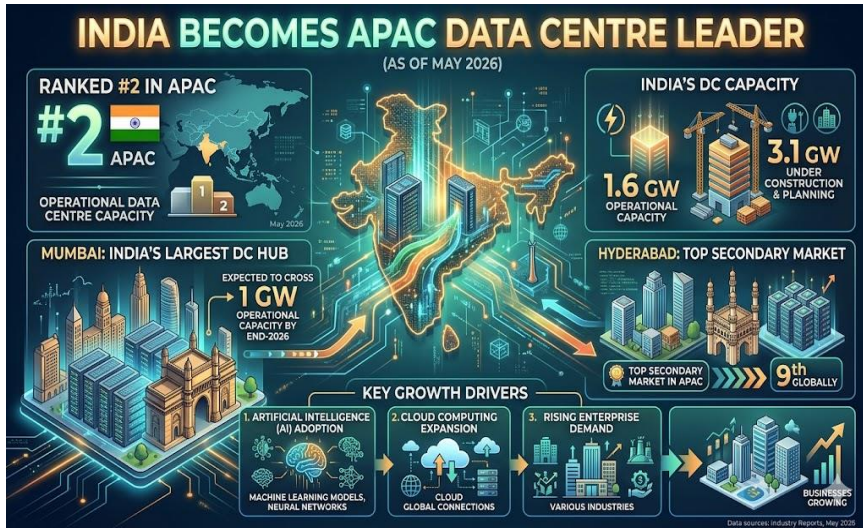 INDIA BECOMES APAC DATA CENTRE LEADER
(AS OF MAY 2026)
RANKED #2 IN APAC
#2
APAC
1
2
OPERATIONAL DATA
CENTRE CAPACITY
May 2026
INDIA'S DC CAPACITY
1.6 GW
OPERATIONAL
CAPACITY
3.1 GW
UNDER
CONSTRUCTION
& PLANNING
MUMBAI: INDIA'S LARGEST DC HUB
EXPECTED TO CROSS
1 GW
OPERATIONAL
CAPACITY BY
END-2026
HYDERABAD: TOP SECONDARY MARKET
TOP SECONDARY
MARKET IN APAC
9th
GLOBALLY
KEY GROWTH DRIVERS
1. ARTIFICIAL INTELLIGENCE
(AI) ADOPTION
MACHINE LEARNING MODELS,
NEURAL NETWORKS
2. CLOUD COMPUTING
EXPANSION
CLOUD
GLOBAL CONNECTIONS
3. RISING ENTERPRISE
DEMAND
VARIOUS INDUSTRIES
BUSINESSES
GROWING
Data sources: Industry Reports, May 2026